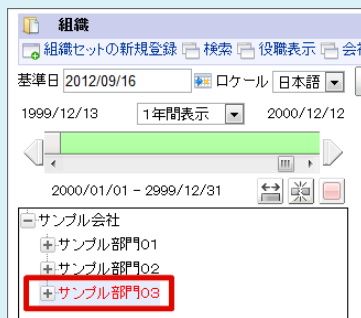 組織
組織セットの新規登録 検索 役職表示
基準日 2012/09/16 ロケール 日本語
1999/12/13 1年間表示 2000/12/12
2000/01/01 - 2999/12/31
サンプル会社
サンプル部門01
サンプル部門02
サンプル部門03